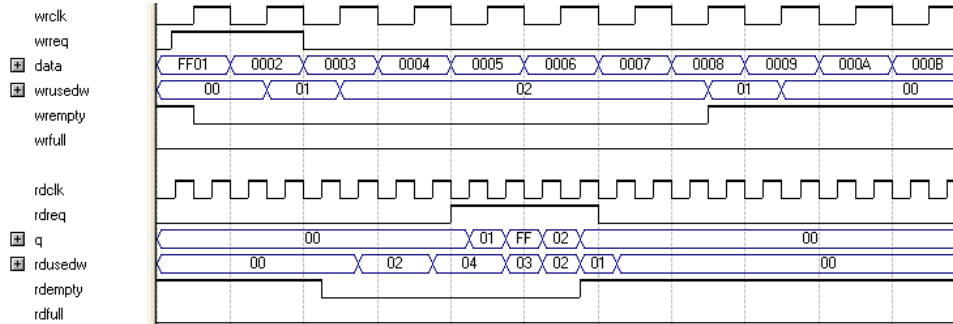 wrclk
wrreq
data FF01 0002 0003 0004 0005 0006 0007 0008 0009 000A 000B
wrusedw 00 01 02 01 00
wrempty
wrfull
rdclk
rdreq
q 00 01 FF 02 00
rdusedw 00 02 04 03 02 01 00
rdempty
rdfull